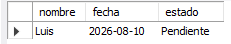 nombre fecha estado
Luis 2026-08-10 Pendiente